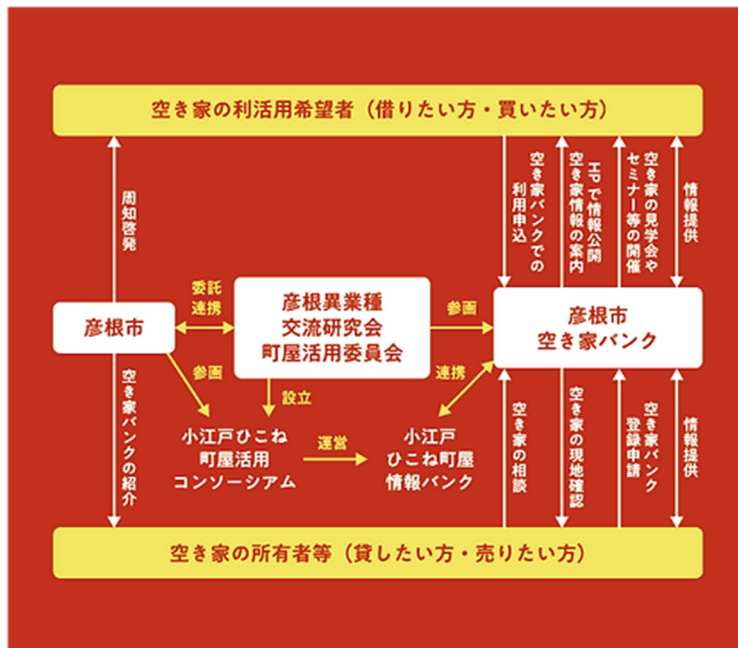 空き家の利活用希望者（借りたい方・買いたい方）
周知啓発
空き家バンクでの
利用申込
HPで情報公開
空き家情報の案内
空き家の見学会や
セミナー等の開催
情報提供
彦根市
委託
連携
彦根異業種
交流研究会
町屋活用委員会
参画
彦根市
空き家バンク
参画
設立
連携
小江戸ひこね
町屋活用
コンソーシアム
運営
小江戸
ひこね町屋
情報バンク
空き家バンクの紹介
空き家の相談
空き家の現地確認
空き家バンク
登録申請
情報提供
空き家の所有者等（貸したい方・売りたい方）